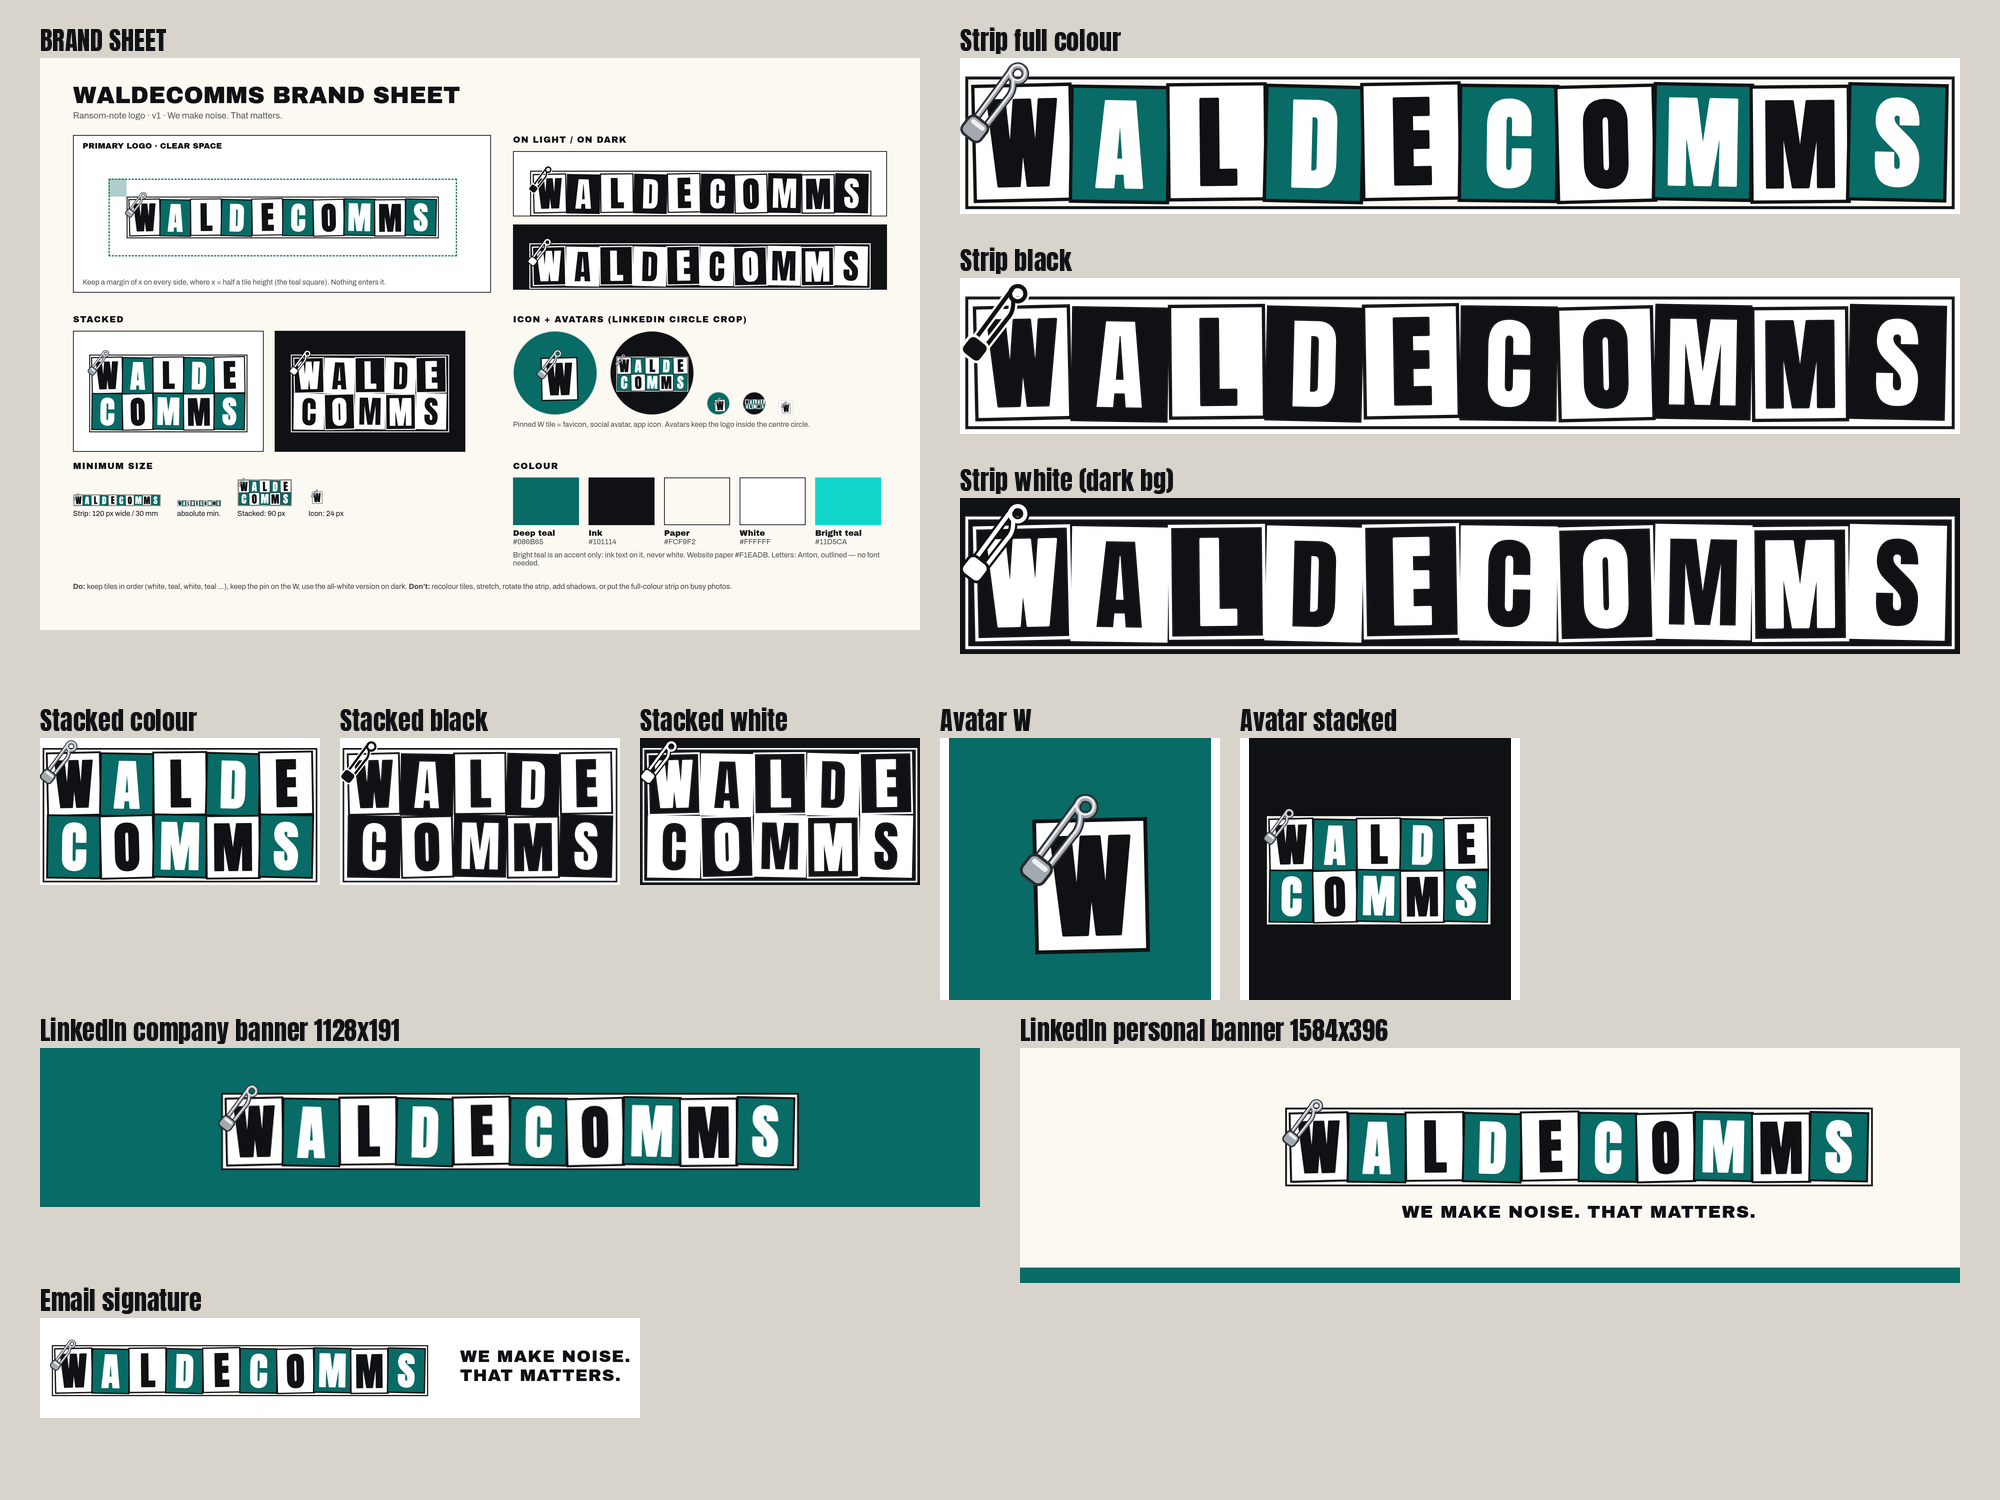 BRAND SHEET
WALDECOMMS BRAND SHEET
Ransom-note logo · v1 · We make noise. That matters.
PRIMARY LOGO · CLEAR SPACE
WALDECOMMS
Keep a margin of x on every side, where x = half a tile height (the teal square). Nothing enters it.
ON LIGHT / ON DARK
WALDECOMMS
WALDECOMMS
STACKED
WALDE
COMMS
WALDE
COMMS
ICON + AVATARS (LINKEDIN CIRCLE CROP)
W
WALDE
COMMS
W
WALDE
COMMS
W
Pinned W tile = favicon, social avatar, app icon. Avatars keep the logo inside the centre circle.
MINIMUM SIZE
WALDECOMMS
WALDECOMMS
WALDE
COMMS
W
Strip: 120 px wide / 30 mm
absolute min.
Stacked: 90 px
Icon: 24 px
COLOUR
Deep teal
#086B65
Ink
#101114
Paper
#FCF9F2
White
#FFFFFF
Bright teal
#11D5CA
Bright teal is an accent only: ink text on it, never white. Website paper #F1EADB. Letters: Anton, outlined — no font
needed.
Do: keep tiles in order (white, teal, white, teal ...), keep the pin on the W, use the all-white version on dark. Don't: recolour tiles, stretch, rotate the strip, add shadows, or put the full-colour strip on busy photos.
Strip full colour
WALDECOMMS
Strip black
WALDECOMMS
Strip white (dark bg)
WALDECOMMS
Stacked colour
WALDE
COMMS
Stacked black
WALDE
COMMS
Stacked white
WALDE
COMMS
Avatar W
W
Avatar stacked
WALDE
COMMS
LinkedIn company banner 1128x191
WALDECOMMS
LinkedIn personal banner 1584x396
WALDECOMMS
WE MAKE NOISE. THAT MATTERS.
Email signature
WALDECOMMS
WE MAKE NOISE.
THAT MATTERS.